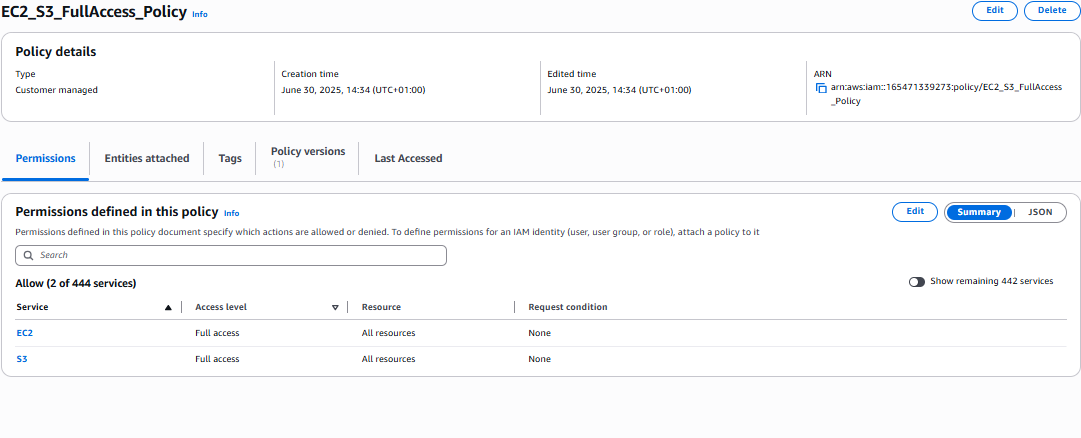 EC2_S3_FullAccess_Policy Info
Edit
Delete
Policy details
Type
Customer managed
Creation time
June 30, 2025, 14:34 (UTC+01:00)
Edited time
June 30, 2025, 14:34 (UTC+01:00)
ARN
arn:aws:iam::165471339273:policy/EC2_S3_FullAccess
_Policy
Permissions
Entities attached
Tags
Policy versions
(1)
Last Accessed
Permissions defined in this policy Info
Edit
Summary
JSON
Permissions defined in this policy document specify which actions are allowed or denied. To define permissions for an IAM identity (user, user group, or role), attach a policy to it
Search
Allow (2 of 444 services)
Show remaining 442 services
Service Access level Resource Request condition
EC2 Full access All resources None
S3 Full access All resources None